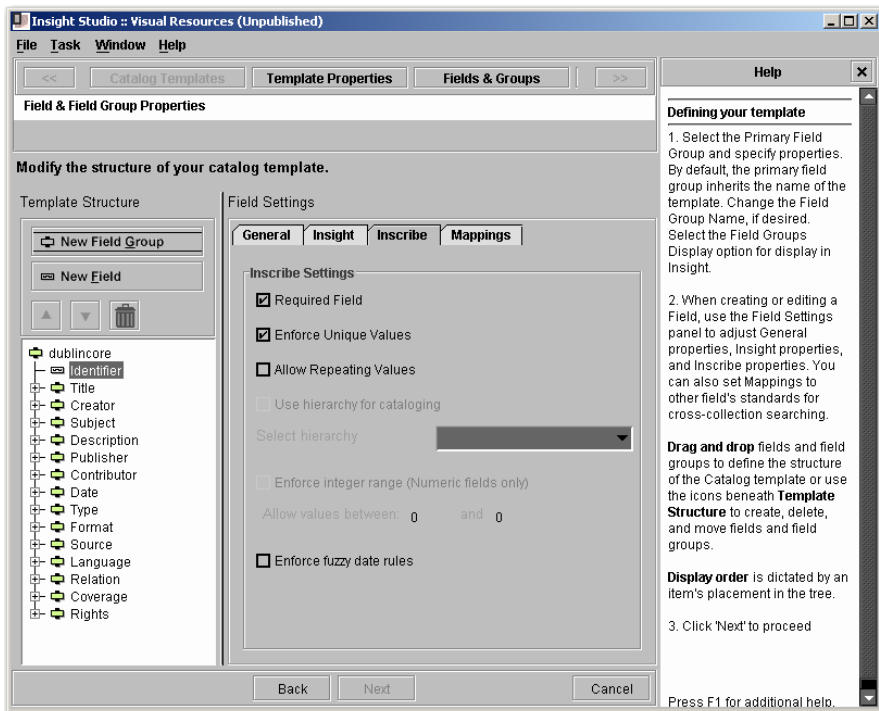 Insight Studio :: Visual Resources (Unpublished)
File Task Window Help
<< Catalog Templates Template Properties Fields & Groups >>
Field & Field Group Properties
Modify the structure of your catalog template.
Template Structure
New Field Group
New Field
dublincore
Identifier
Title
Creator
Subject
Description
Publisher
Contributor
Date
Type
Format
Source
Language
Relation
Coverage
Rights
Field Settings
General Insight Inscribe Mappings
Inscribe Settings
Required Field
Enforce Unique Values
Allow Repeating Values
Use hierarchy for cataloging
Select hierarchy
Enforce integer range (Numeric fields only)
Allow values between: 0 and 0
Enforce fuzzy date rules
Back Next Cancel
Help
Defining your template
1. Select the Primary Field
Group and specify properties.
By default, the primary field
group inherits the name of the
template. Change the Field
Group Name, if desired.
Select the Field Groups
Display option for display in
Insight.
2. When creating or editing a
Field, use the Field Settings
panel to adjust General
properties, Insight properties,
and Inscribe properties. You
can also set Mappings to
other field's standards for
cross-collection searching.
Drag and drop fields and field
groups to define the structure
of the Catalog template or use
the icons beneath Template
Structure to create, delete,
and move fields and field
groups.
Display order is dictated by an
item's placement in the tree.
3. Click 'Next' to proceed
Press F1 for additional help.